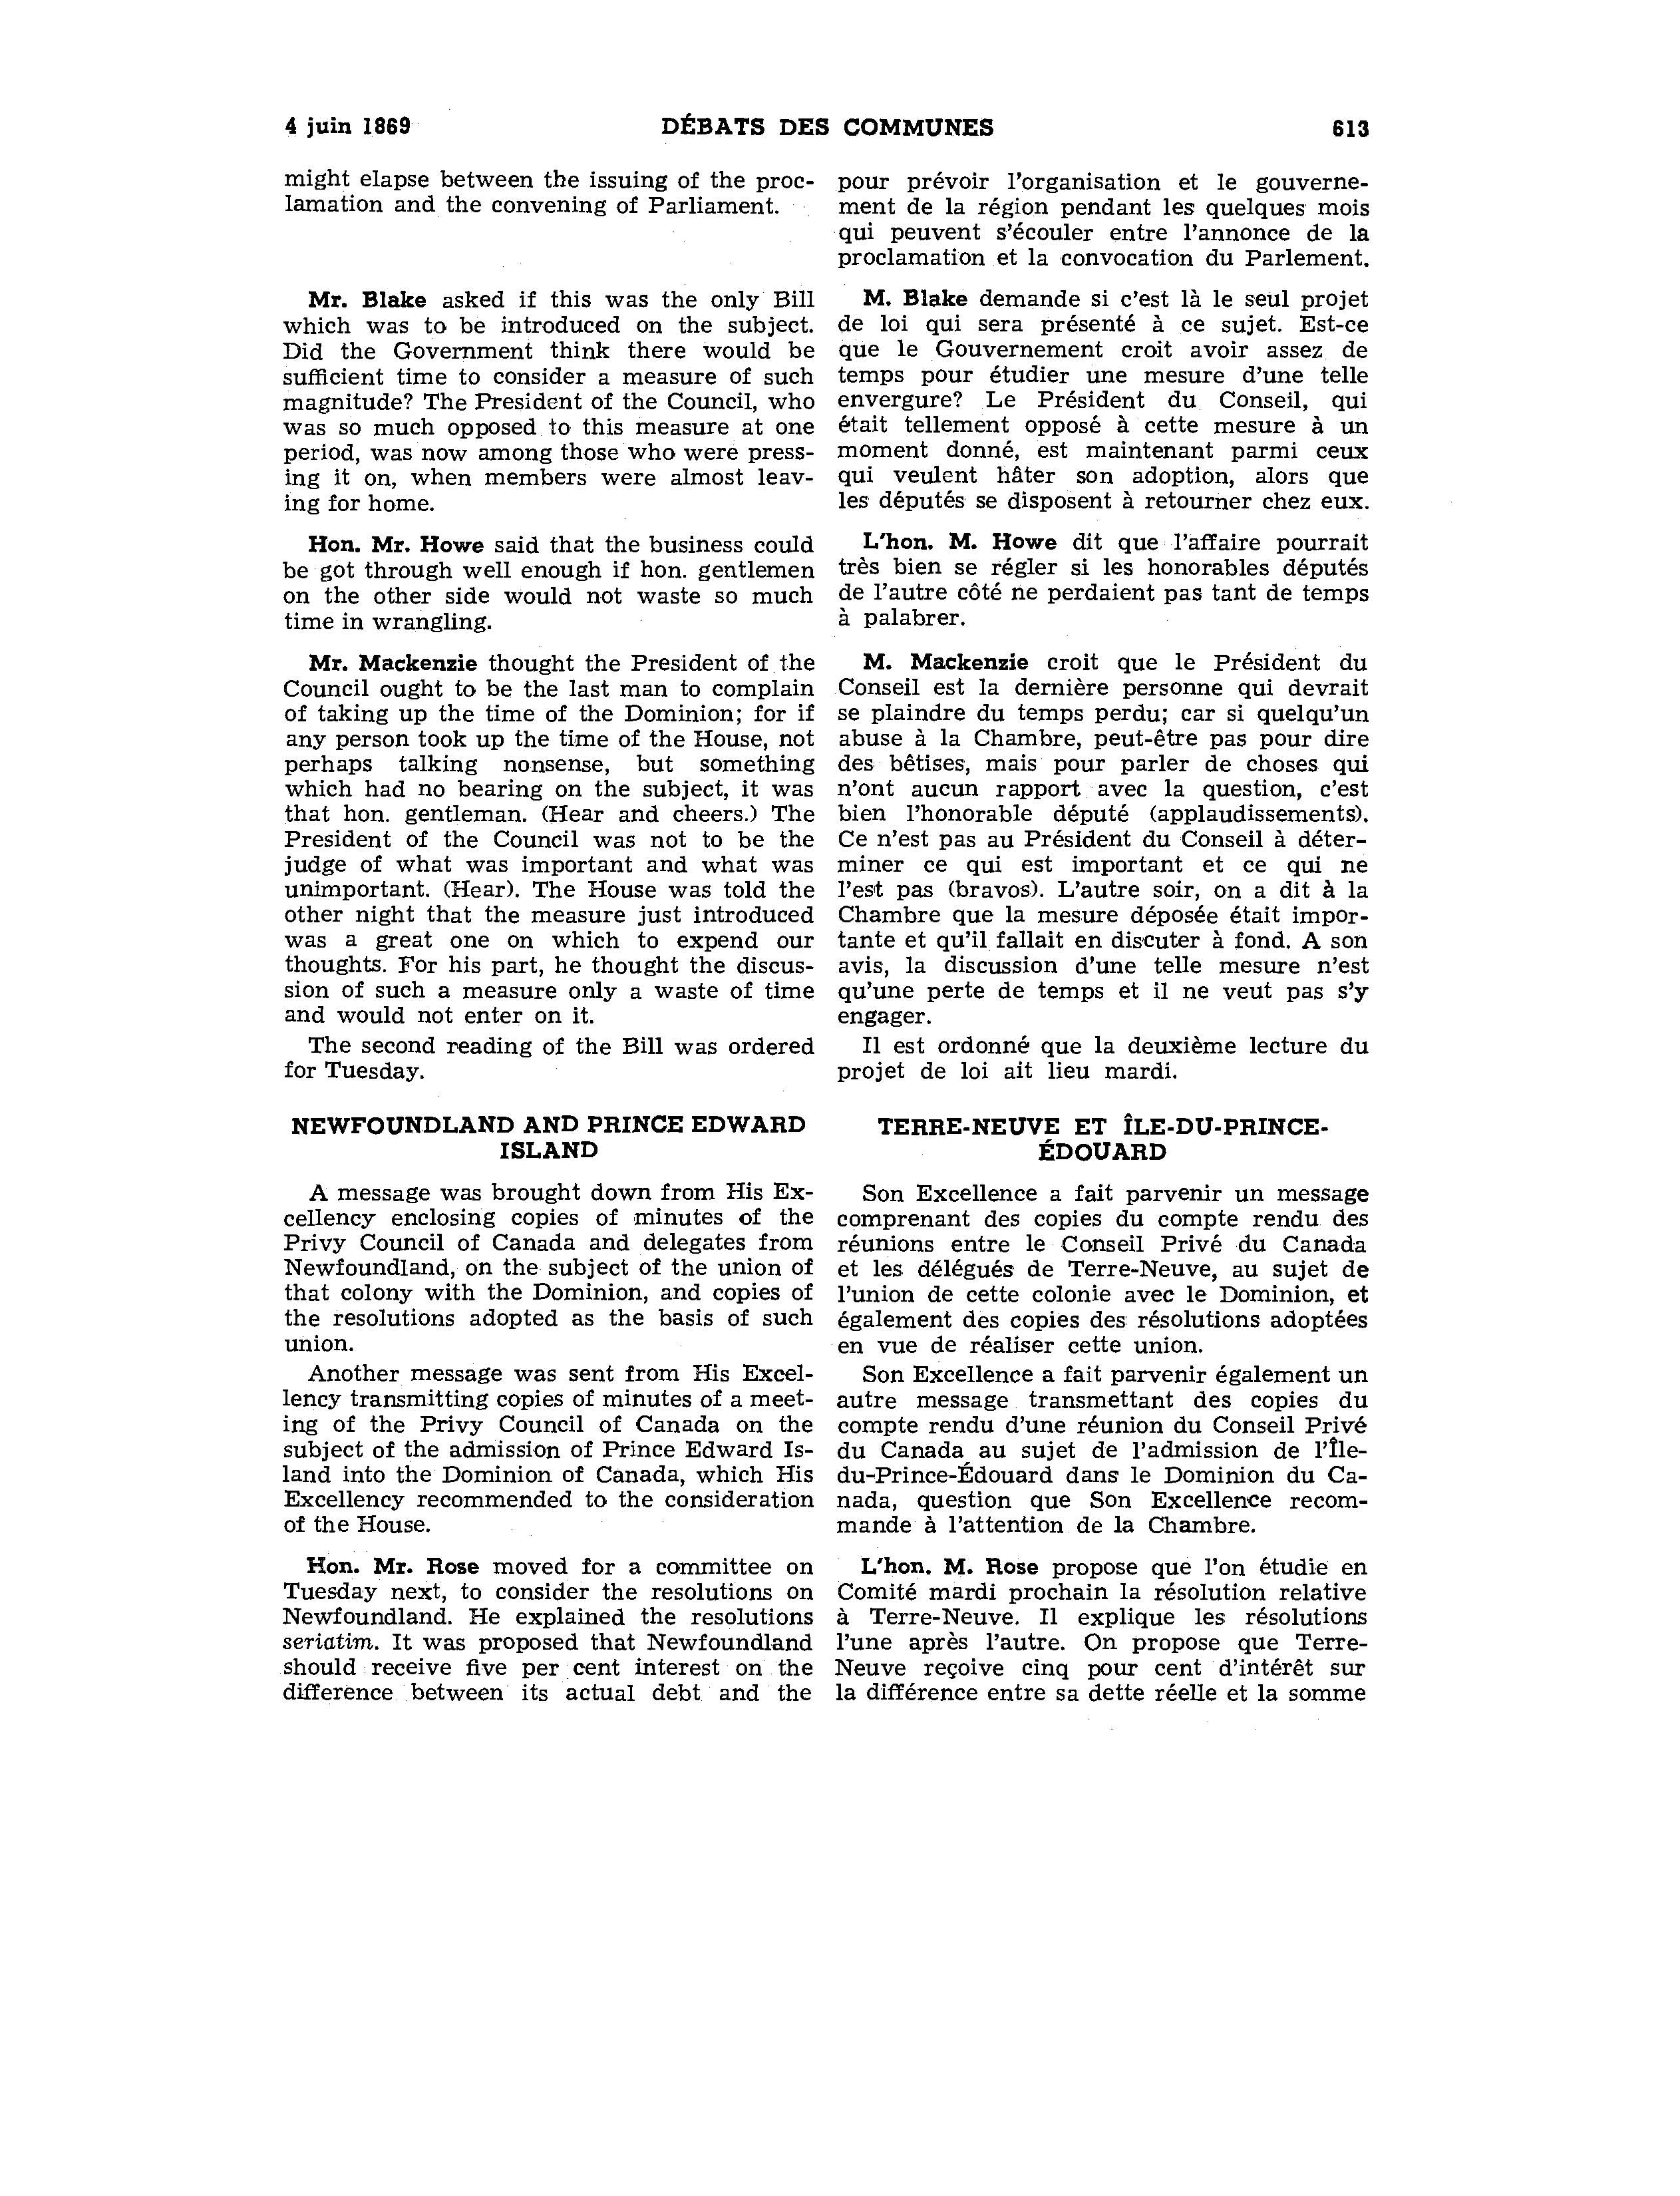 4 juin 1869 DÉBATS DES COMMUNES 613
might elapse between the issuing of the proc-
lamation and the convening of Parliament.
Mr. Blake asked if this was the only Bill
which was to be introduced on the subject.
Did the Government think there would be
sufficient time to consider a measure of such
magnitude? The President of the Council, who
was so much opposed to this measure at one
period, was now among those who were press-
ing it on, when members were almost leav-
ing for home.
Hon. Mr. Howe said that the business could
be got through well enough if hon. gentlemen
on the other side would not waste so much
time in wrangling.
Mr. Mackenzie thought the President of the
Council ought to be the last man to complain
of taking up the time of the Dominion; for if
any person took up the time of the House, not
perhaps talking nonsense, but something
which had no bearing on the subject, it was
that hon. gentleman. (Hear and cheers.) The
President of the Council was not to be the
judge of what was important and what was
unimportant. (Hear). The House was told the
other night that the measure just introduced
was a great one on which to expend our
thoughts. For his part, he thought the discus-
sion of such a measure only a waste of time
and would not enter on it.
The second reading of the Bill was ordered
for Tuesday.
NEWFOUNDLAND AND PRINCE EDWARD
ISLAND
A message was brought down from His Ex-
cellency enclosing copies of minutes of the
Privy Council of Canada and delegates from
Newfoundland, on the subject of the union of
that colony with the Dominion, and copies of
the resolutions adopted as the basis of such
union.
Another message was sent from His Excel-
lency transmitting copies of minutes of a meet-
ing of the Privy Council of Canada on the
subject of the admission of Prince Edward Is-
land into the Dominion of Canada, which His
Excellency recommended to the consideration
of the House.
Hon. Mr. Rose moved for a committee on
Tuesday next, to consider the resolutions on
Newfoundland. He explained the resolutions
seriatim. It was proposed that Newfoundland
should receive five per cent interest on the
difference between its actual debt and the
pour prévoir l'organisation et le gouverne-
ment de la région pendant les quelques mois
qui peuvent s'écouler entre l'annonce de la
proclamation et la convocation du Parlement.
M. Blake demande si c'est là le seul projet
de loi qui sera présenté à ce sujet. Est-ce
que le Gouvernement croit avoir assez de
temps pour étudier une mesure d'une telle
envergure? Le Président du Conseil, qui
était tellement opposé à cette mesure à un
moment donné, est maintenant parmi ceux
qui veulent hâter son adoption, alors que
les députés se disposent à retourner chez eux.
L'hon. M. Howe dit que l'affaire pourrait
très bien se régler si les honorables députés
de l'autre côté ne perdaient pas tant de temps
à palabrer.
M. Mackenzie croit que le Président du
Conseil est la dernière personne qui devrait
se plaindre du temps perdu; car si quelqu'un
abuse à la Chambre, peut-être pas pour dire
des bêtises, mais pour parler de choses qui
n'ont aucun rapport avec la question, c'est
bien l'honorable député (applaudissements).
Ce n'est pas au Président du Conseil à déter-
miner ce qui est important et ce qui ne
l'est pas (bravos). L'autre soir, on a dit à la
Chambre que la mesure déposée était impor-
tante et qu'il fallait en discuter à fond. A son
avis, la discussion d'une telle mesure n'est
qu'une perte de temps et il ne veut pas s'y
engager.
Il est ordonné que la deuxième lecture du
projet de loi ait lieu mardi.
TERRE-NEUVE ET ÎLE-DU-PRINCE-
ÉDOUARD
Son Excellence a fait parvenir un message
comprenant des copies du compte rendu des
réunions entre le Conseil Privé du Canada
et les délégués de Terre-Neuve, au sujet de
l'union de cette colonie avec le Dominion, et
également des copies des résolutions adoptées
en vue de réaliser cette union.
Son Excellence a fait parvenir également un
autre message transmettant des copies du
compte rendu d'une réunion du Conseil Privé
du Canada au sujet de l'admission de l'Île-
du-Prince-Édouard dans le Dominion du Ca-
nada, question que Son Excellence recom-
mande à l'attention de la Chambre.
L'hon. M. Rose propose que l'on étudie en
Comité mardi prochain la résolution relative
à Terre-Neuve. Il explique les résolutions
l'une après l'autre. On propose que Terre-
Neuve reçoive cinq pour cent d'intérêt sur
la différence entre sa dette réelle et la somme